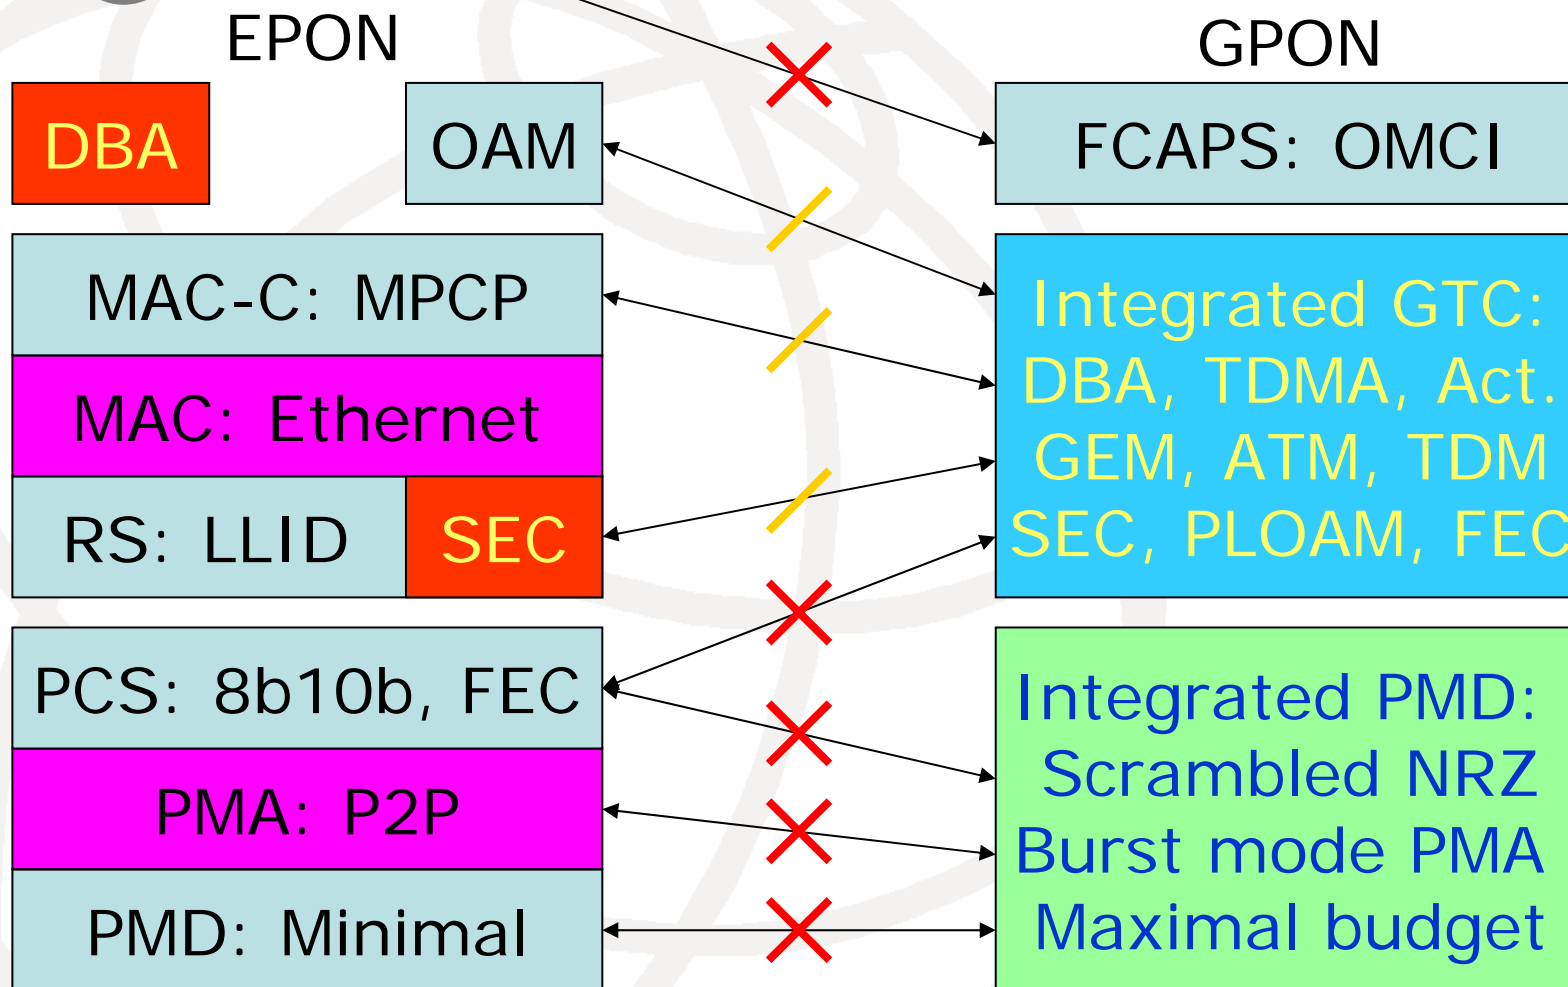 EPON
DBA
OAM
MAC-C: MPCP
MAC: Ethernet
RS: LLID
SEC
PCS: 8b10b, FEC
PMA: P2P
PMD: Minimal
GPON
FCAPS: OMCI
Integrated GTC:
DBA, TDMA, Act.
GEM, ATM, TDM
SEC, PLOAM, FEC
Integrated PMD:
Scrambled NRZ
Burst mode PMA
Maximal budget